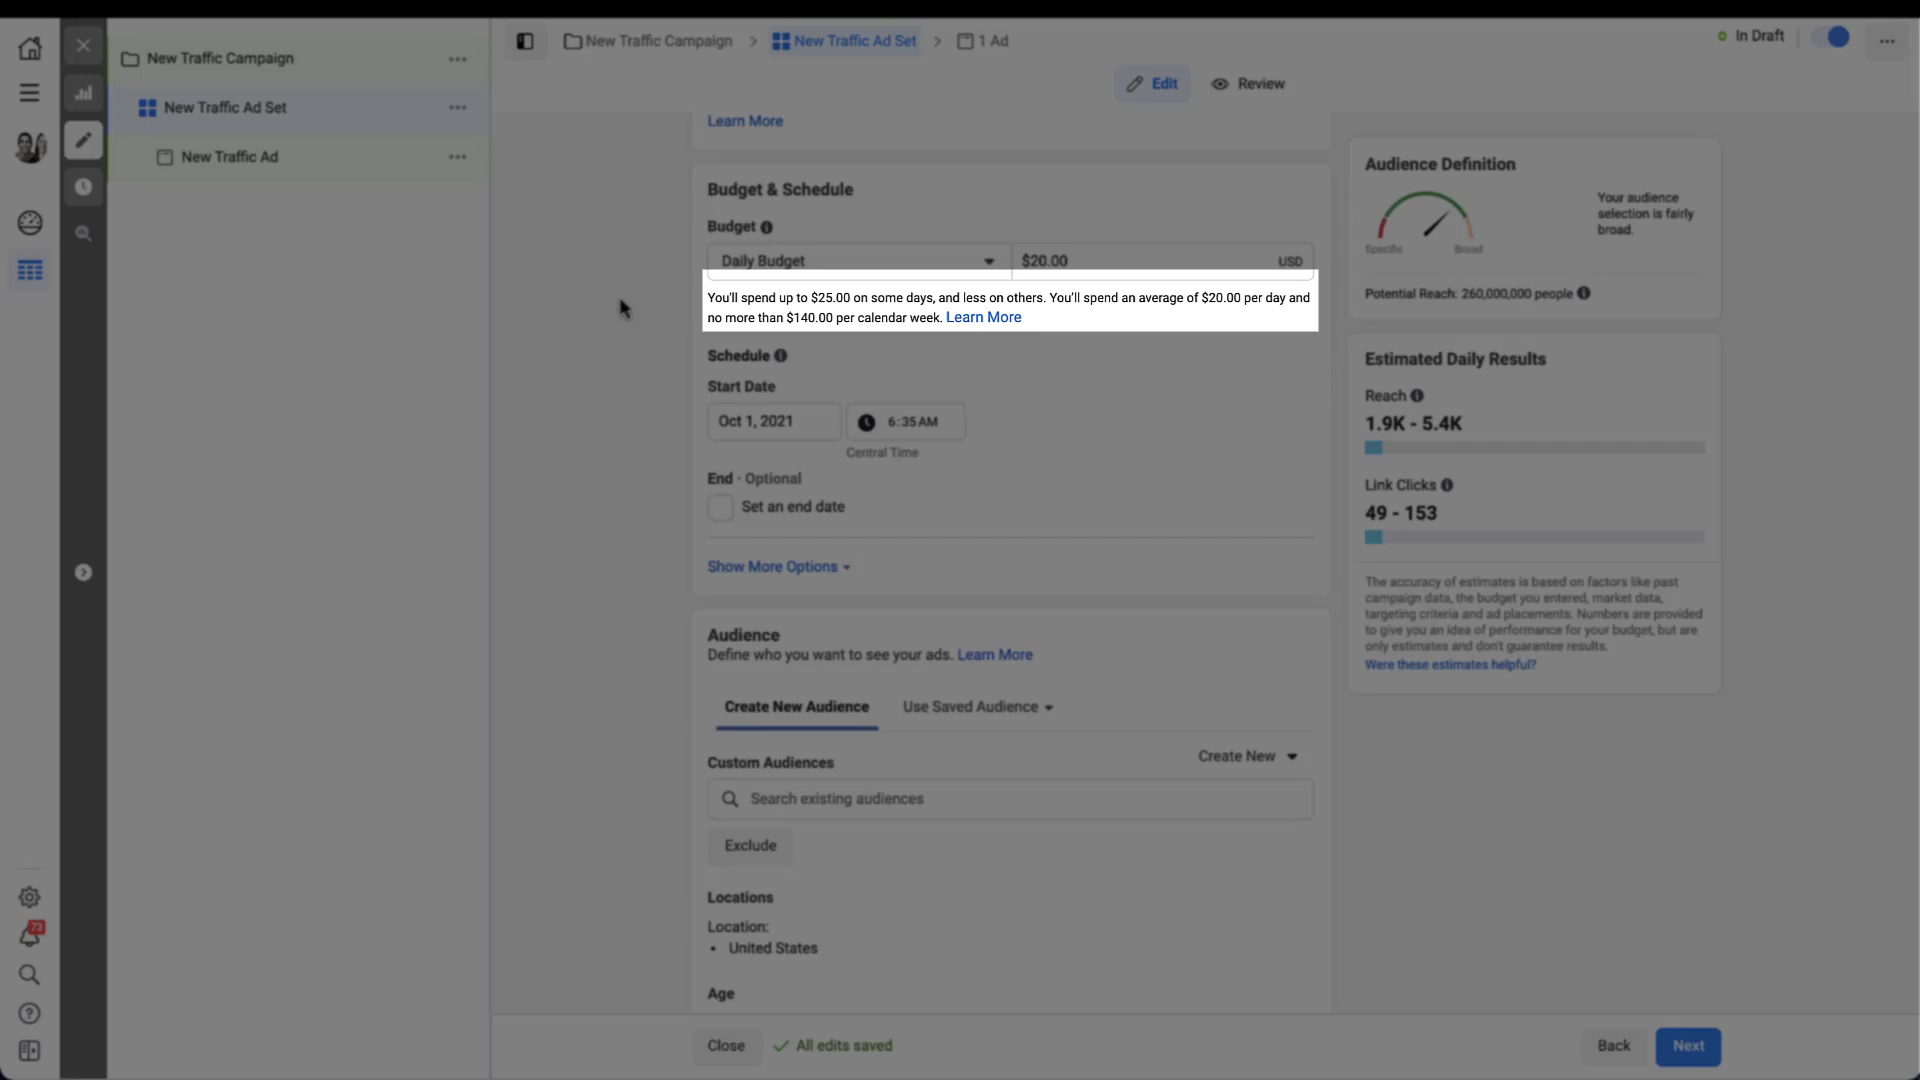 New Traffic Campaign
New Traffic Ad Set
New Traffic Ad
73
New Traffic Campaign > New Traffic Ad Set > 1 Ad
In Draft
Edit
Review
Learn More
Budget & Schedule
Budget
Daily Budget
$20.00
USD
You'll spend up to $25.00 on some days, and less on others. You'll spend an average of $20.00 per day and
no more than $140.00 per calendar week. Learn More
Schedule
Start Date
Oct 1, 2021
6:35AM
Central Time
End · Optional
Set an end date
Show More Options
Audience
Define who you want to see your ads. Learn More
Create New Audience
Use Saved Audience
Custom Audiences
Create New
Search existing audiences
Exclude
Locations
Location:
• United States
Age
Audience Definition
Specific
Broad
Your audience
selection is fairly
broad.
Potential Reach: 260,000,000 people
Estimated Daily Results
Reach
1.9K - 5.4K
Link Clicks
49 - 153
The accuracy of estimates is based on factors like past
campaign data, the budget you entered, market data,
targeting criteria and ad placements. Numbers are provided
to give you an idea of performance for your budget, but are
only estimates and don't guarantee results.
Were these estimates helpful?
Close
All edits saved
Back
Next